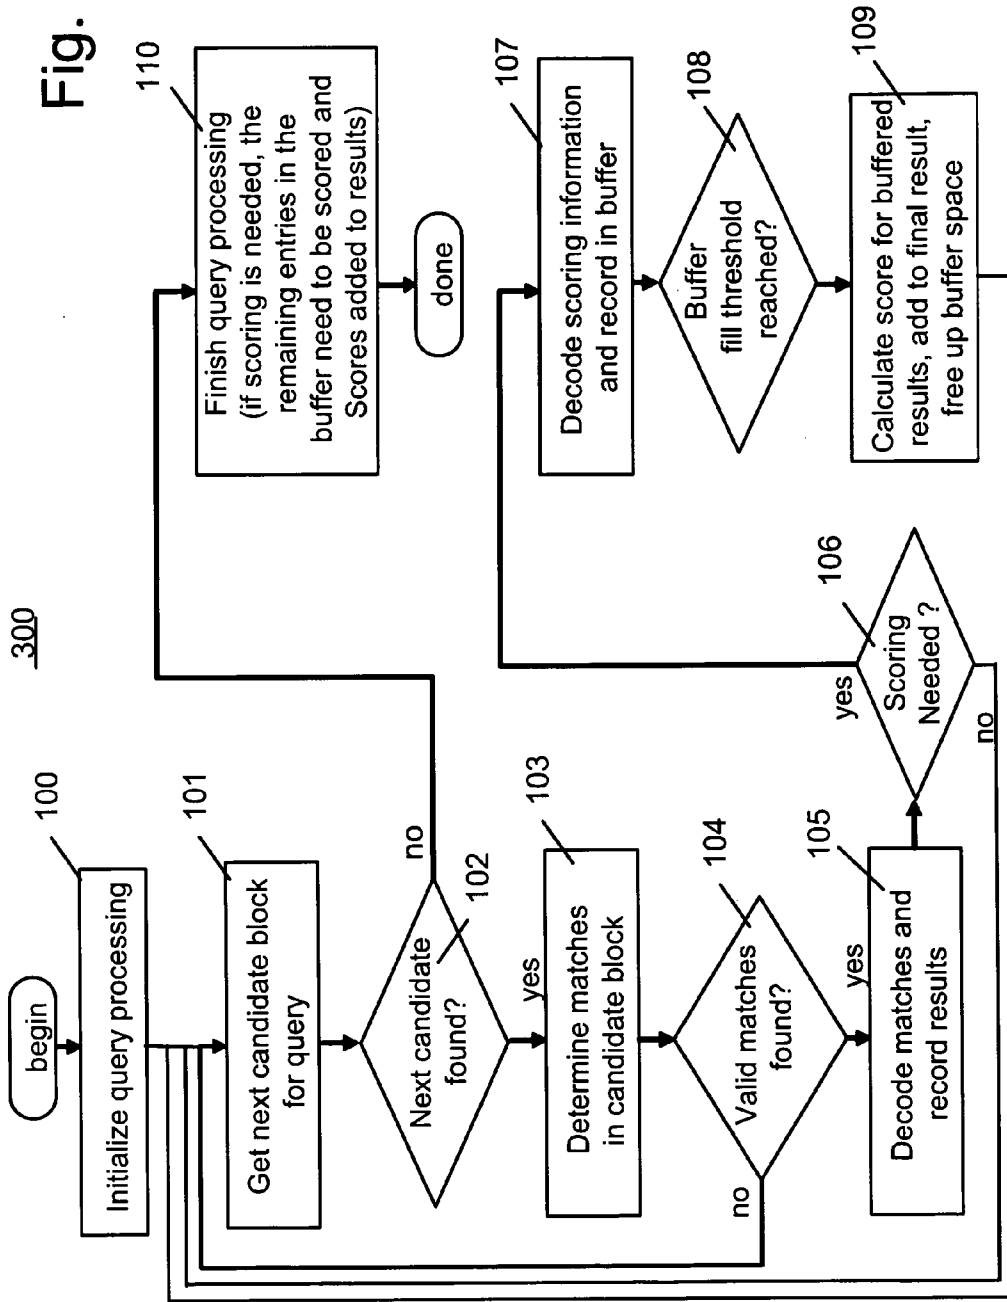 Fig.
300
begin
100
Initialize query processing
101
Get next candidate block
for query
102
Next candidate
found?
no
yes
103
Determine matches
in candidate block
104
Valid matches
found?
no
yes
105
Decode matches and
record results
106
Scoring
Needed ?
yes
no
107
Decode scoring information
and record in buffer
108
Buffer
fill threshold
reached?
109
Calculate score for buffered
results, add to final result,
free up buffer space
110
Finish query processing
(if scoring is needed, the
remaining entries in the
buffer need to be scored and
Scores added to results)
done